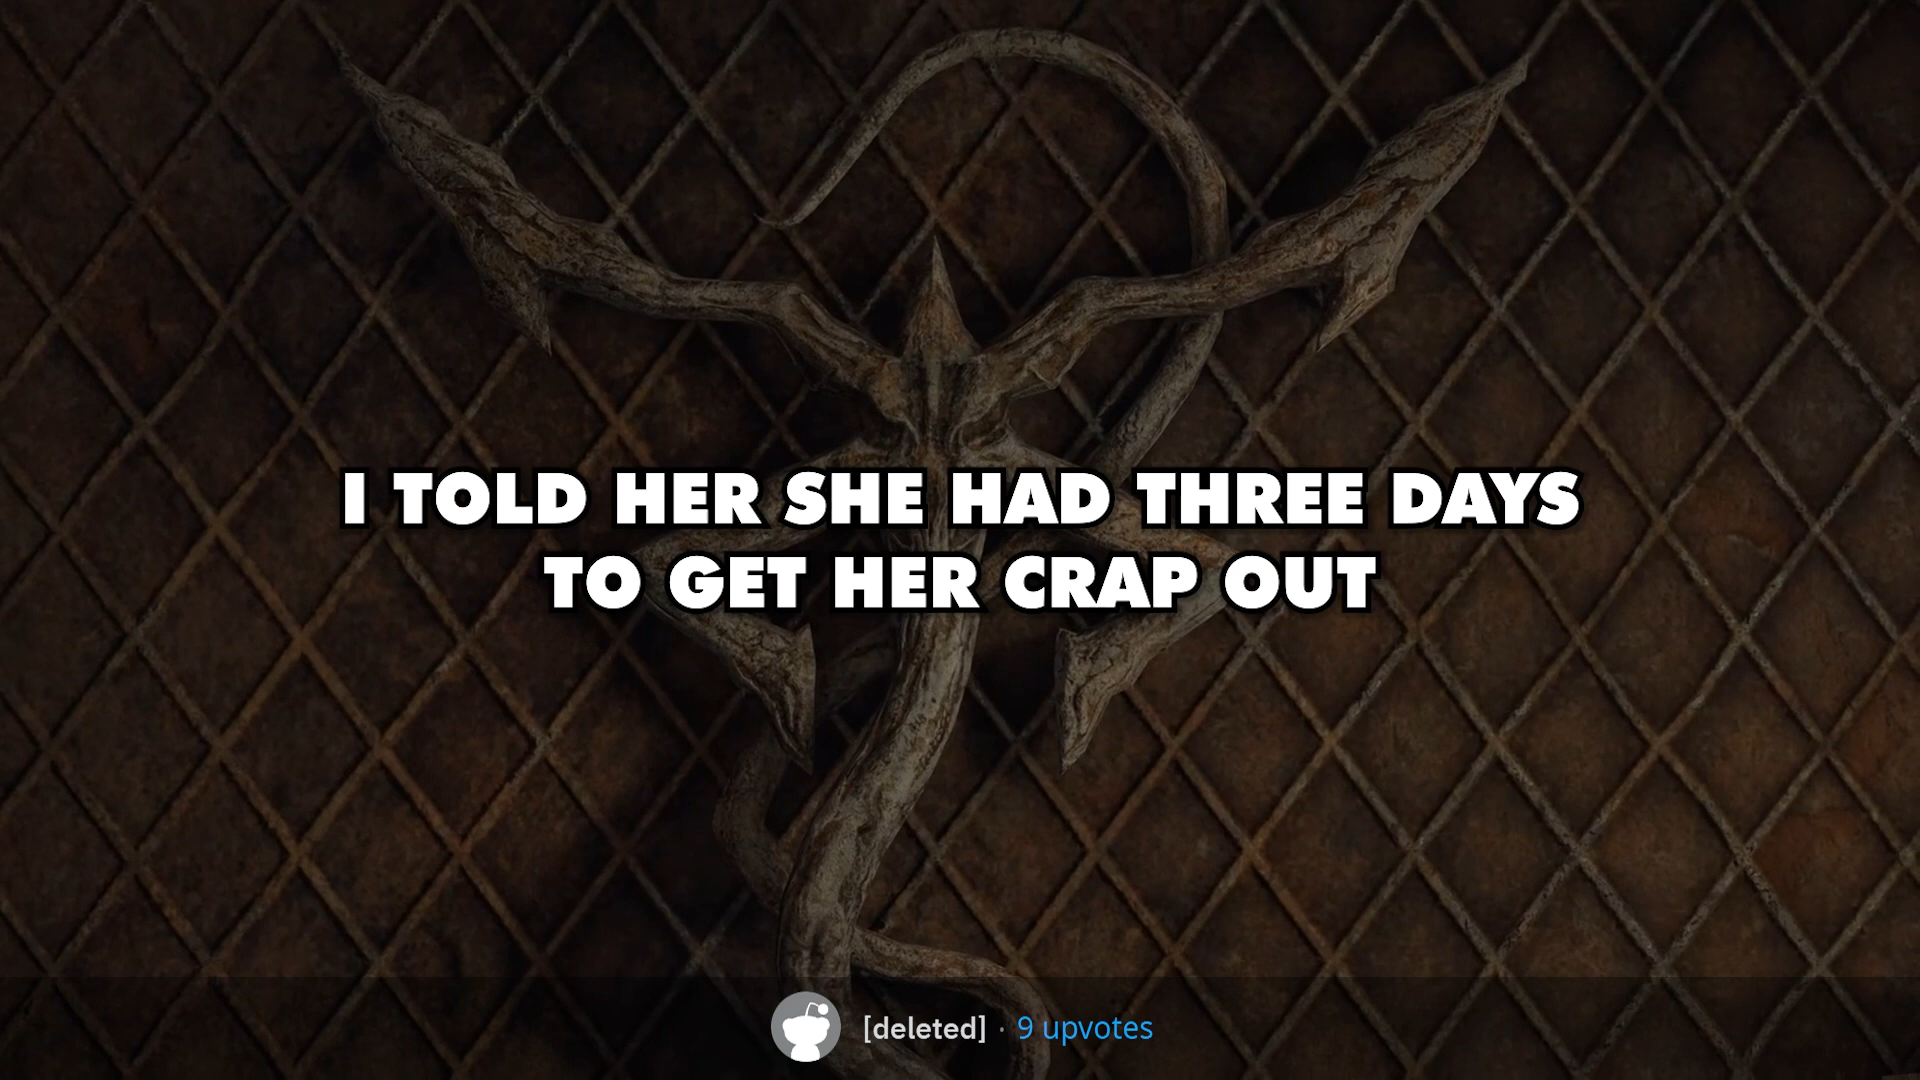 I TOLD HER SHE HAD THREE DAYS
TO GET HER CRAP OUT
[deleted] · 9 upvotes